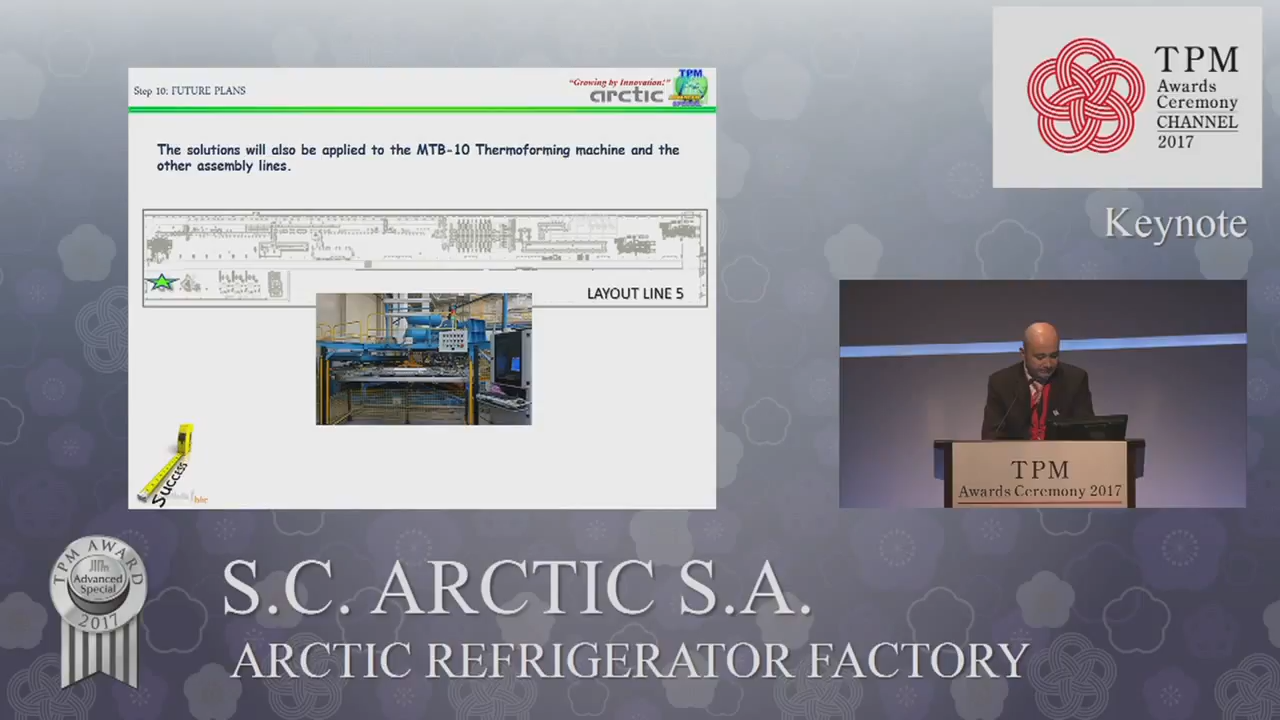 Step 10: FUTURE PLANS
"Growing by Innovation!"
arctic
TPM
SPECIAL
The solutions will also be applied to the MTB-10 Thermoforming machine and the
other assembly lines.
LAYOUT LINE 5
SUCCESS
TPM
Awards
Ceremony
CHANNEL
2017
Keynote
TPM
Awards Ceremony 2017
TPM AWARD
JIPM
Advanced
Special
2017
S.C. ARCTIC S.A.
ARCTIC REFRIGERATOR FACTORY